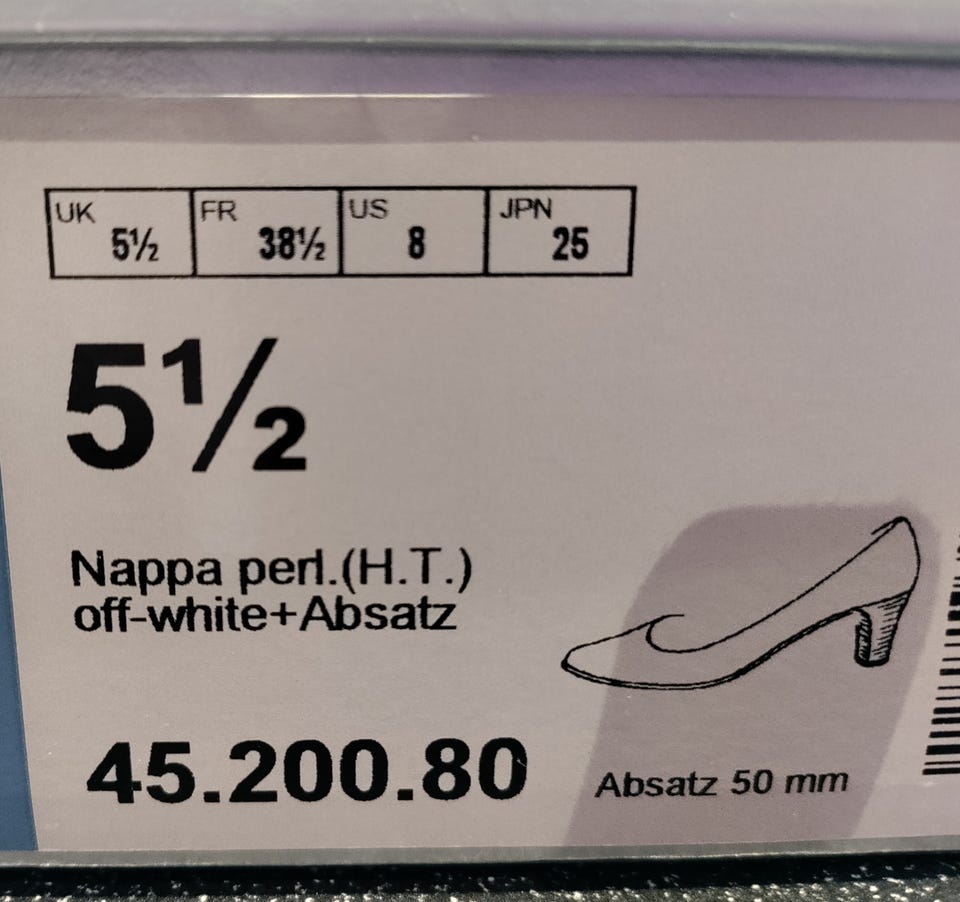 UK 5½ FR 38½ US 8 JPN 25
5½
Nappa perl.(H.T.)
off-white+Absatz
45.200.80
Absatz 50 mm